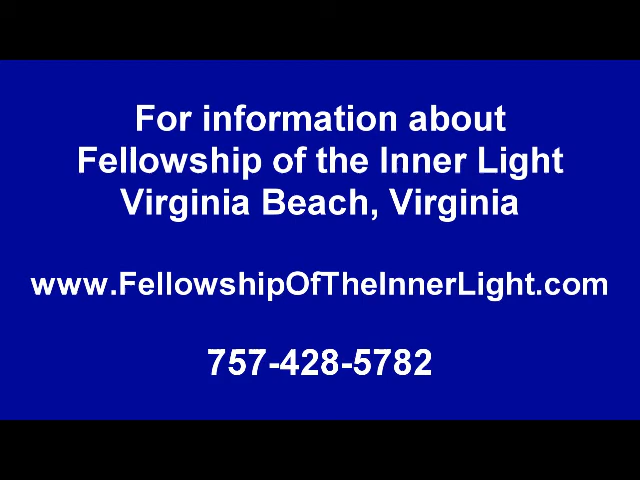 For information about
Fellowship of the Inner Light
Virginia Beach, Virginia
www.FellowshipOfTheInnerLight.com
757-428-5782